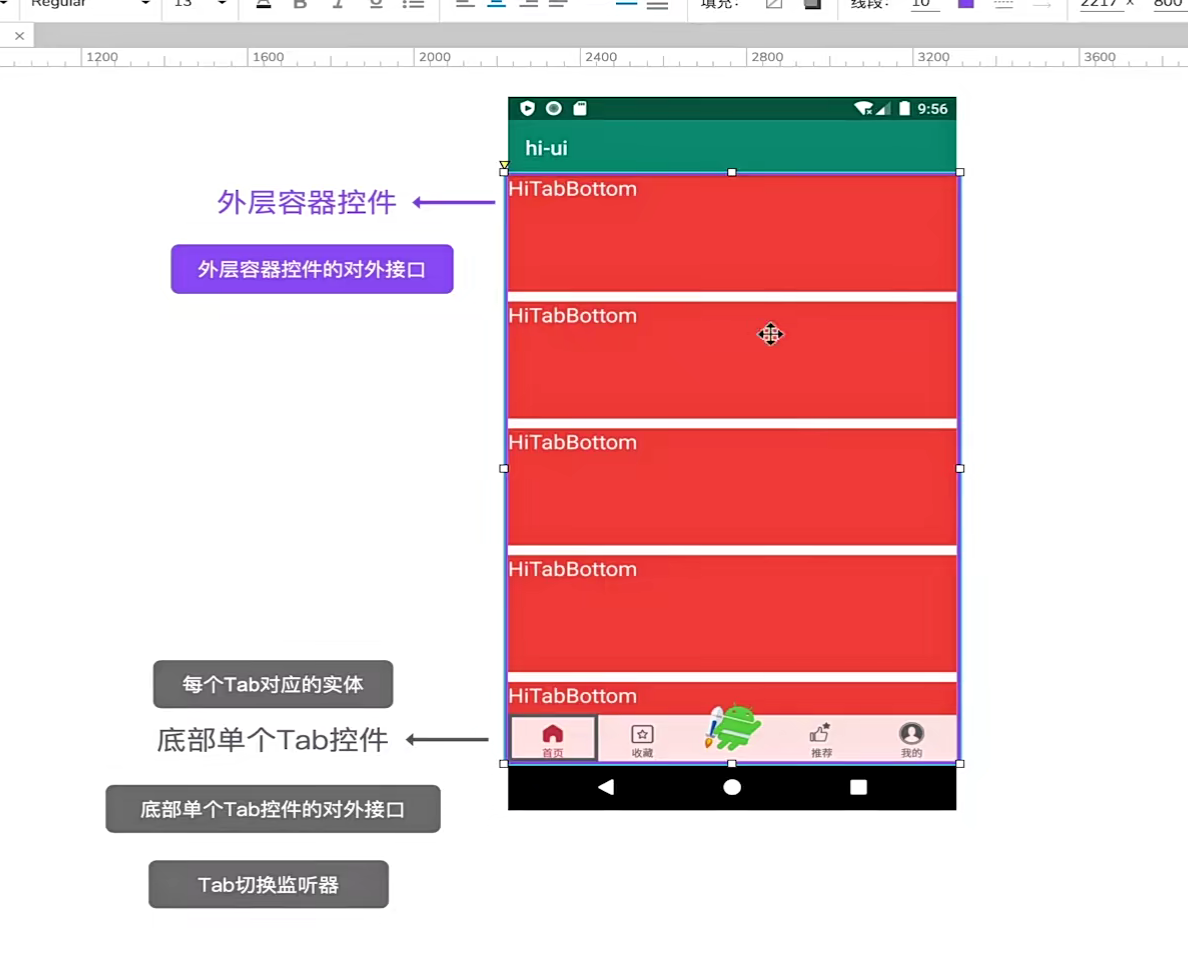 Regular
13
填充：
线段：
10
2217 ×
800
1200
1600
2000
2400
2800
3200
3600
9:56
hi-ui
外层容器控件
外层容器控件的对外接口
HiTabBottom
HiTabBottom
HiTabBottom
HiTabBottom
HiTabBottom
每个Tab对应的实体
底部单个Tab控件
底部单个Tab控件的对外接口
Tab切换监听器
首页
收藏
推荐
我的